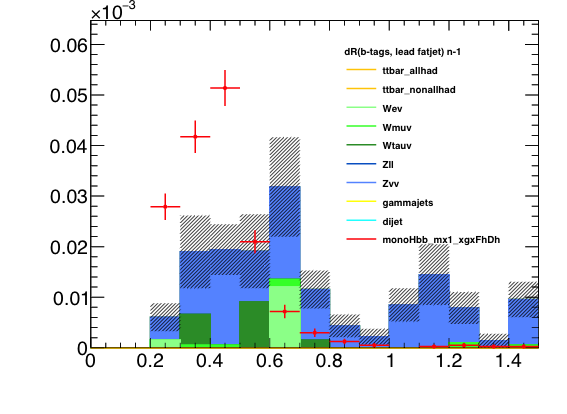 ×10⁻³
dR(b-tags, lead fatjet) n-1
ttbar_allhad
ttbar_nonallhad
Wev
Wmuv
Wtauv
Zll
Zvv
gammajets
dijet
monoHbb_mx1_xgxFhDh
0.06
0.05
0.04
0.03
0.02
0.01
0
0 0.2 0.4 0.6 0.8 1 1.2 1.4